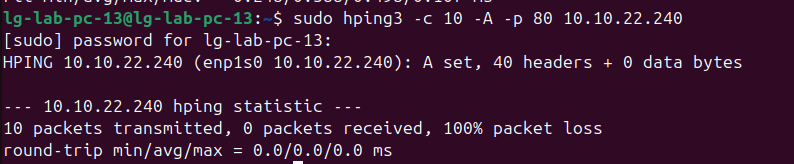 lg-lab-pc-13@lg-lab-pc-13:~$ sudo hping3 -c 10 -A -p 80 10.10.22.240
[sudo] password for lg-lab-pc-13:
HPING 10.10.22.240 (enp1s0 10.10.22.240): A set, 40 headers + 0 data bytes
--- 10.10.22.240 hping statistic ---
10 packets transmitted, 0 packets received, 100% packet loss
round-trip min/avg/max = 0.0/0.0/0.0 ms